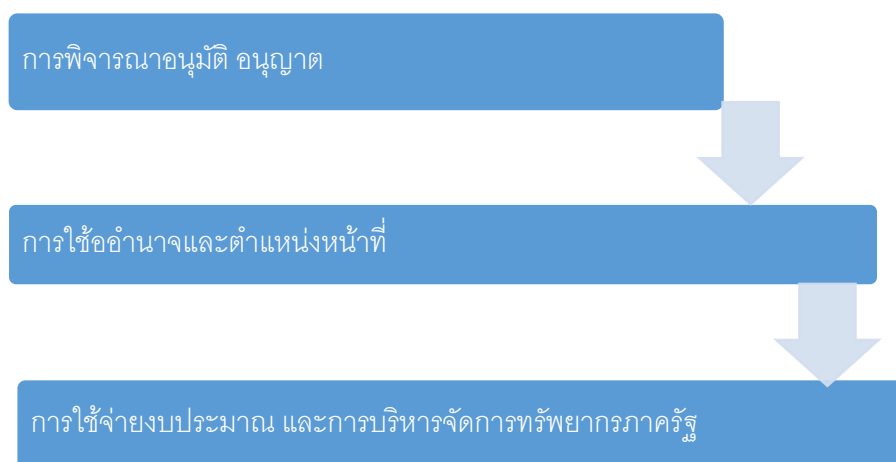 การพิจารณาอนุมัติ อนุญาต
การใช้ออำนาจและตำแหน่งหน้าที่
การใช้จ่ายงบประมาณ และการบริหารจัดการทรัพยากรภาครัฐ